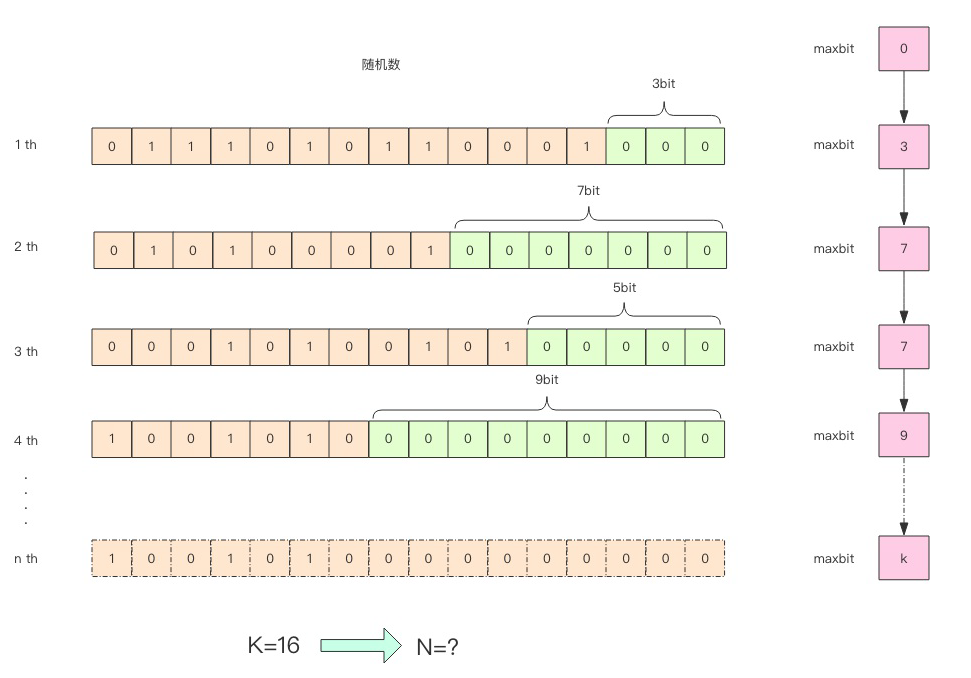 maxbit 0
随机数
3bit
1 th 0 1 1 1 0 1 0 1 1 0 0 0 1 0 0 0 maxbit 3
7bit
2 th 0 1 0 1 0 0 0 0 1 0 0 0 0 0 0 0 maxbit 7
5bit
3 th 0 0 0 1 0 1 0 0 1 0 1 0 0 0 0 0 maxbit 7
9bit
4 th 1 0 0 1 0 1 0 0 0 0 0 0 0 0 0 0 maxbit 9
.
.
.
.
n th 1 0 0 1 0 1 0 0 0 0 0 0 0 0 0 0 maxbit k
K=16 N=?